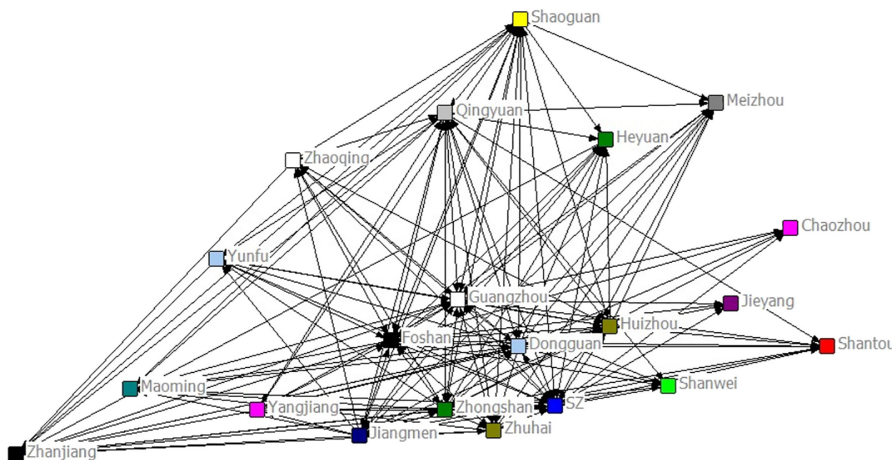 Shaoguan
Meizhou
Qingyuan
Heyuan
Zhaoqing
Chaozhou
Yunfu
Guangzhou
Jieyang
Huizhou
Foshan
Dongguan
Shantou
Maoming
Shanwei
Yangjiang
Zhongshan
SZ
Jiangmen
Zhuhai
Zhanjiang